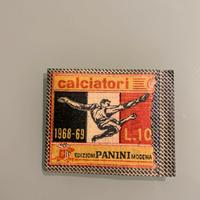 calciatori
1968-69
L.10
EDIZIONI PANINI MODENA